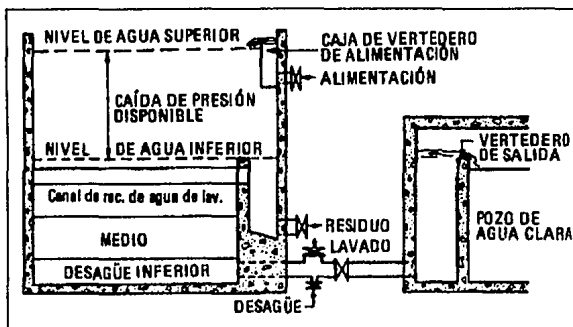 NIVEL DE AGUA SUPERIOR
CAJA DE VERTEDERO
DE ALIMENTACIÓN
ALIMENTACIÓN
CAÍDA DE PRESIÓN
DISPONIBLE
NIVEL DE AGUA INFERIOR
VERTEDERO
DE SALIDA
Canal de rec. de agua de lav.
RESIDUO
LAVADO
POZO DE
AGUA CLARA
MEDIO
DESAGÜE INFERIOR
DESAGÜE